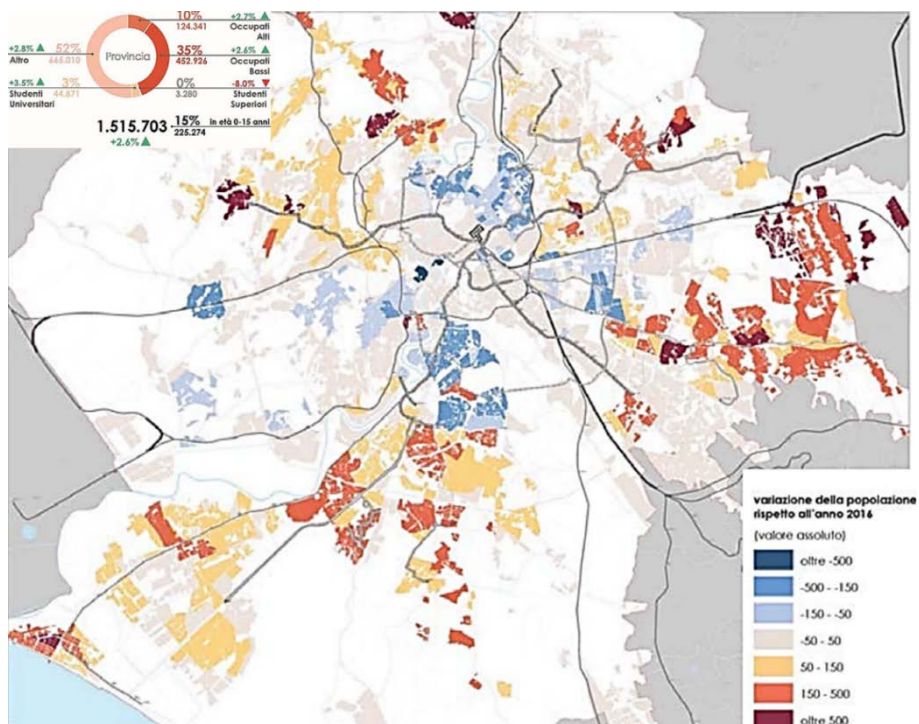 10%
124.341
+2.7% ▲
Occupati
Alti
+2.8% ▲
Altro
52%
665.010
Provincia
35%
452.926
+2.6% ▲
Occupati
Bassi
+3.5% ▲
Studenti
Universitari
3%
44.871
0%
3.280
-8.0% ▼
Studenti
Superiori
1.515.703
+2.6% ▲
15%
225.274
in età 0-15 anni
variazione della popolazione
rispetto all'anno 2016
(valore assoluto)
oltre -500
-500 - -150
-150 - -50
-50 - 50
50 - 150
150 - 500
oltre 500